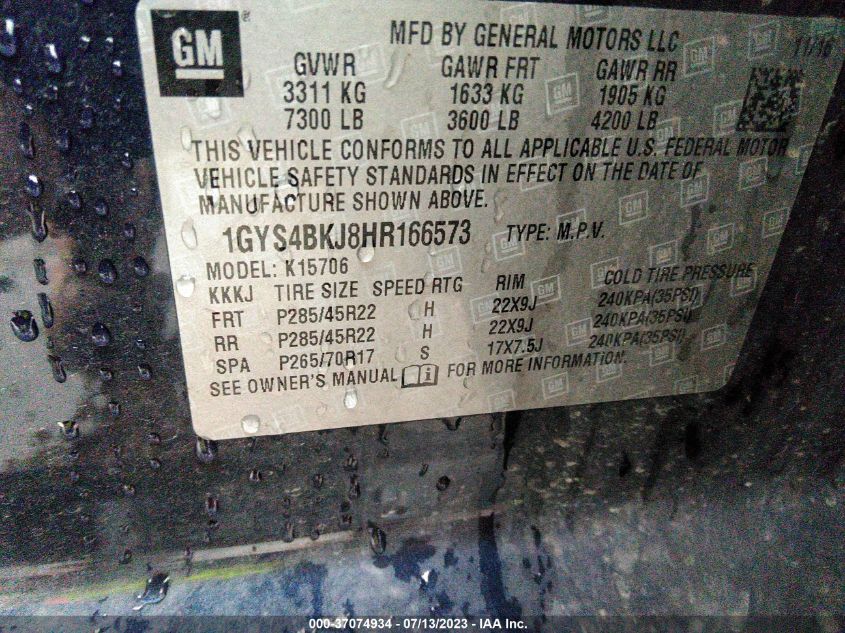 GM
MFD BY GENERAL MOTORS LLC
11/16
GVWR GAWR FRT GAWR RR
3311 KG 1633 KG 1905 KG
7300 LB 3600 LB 4200 LB
THIS VEHICLE CONFORMS TO ALL APPLICABLE U.S. FEDERAL MOTOR
VEHICLE SAFETY STANDARDS IN EFFECT ON THE DATE OF
MANUFACTURE SHOWN ABOVE.
1GYS4BKJ8HR166573 TYPE: M.P.V.
MODEL: K15706
KKKJ TIRE SIZE SPEED RTG RIM COLD TIRE PRESSURE
FRT P285/45R22 H 22X9J 240KPA(35PSI)
RR P285/45R22 H 22X9J 240KPA(35PSI)
SPA P265/70R17 S 17X7.5J 240KPA(35PSI)
SEE OWNER'S MANUAL i FOR MORE INFORMATION.
000-37074934 - 07/13/2023 - IAA Inc.